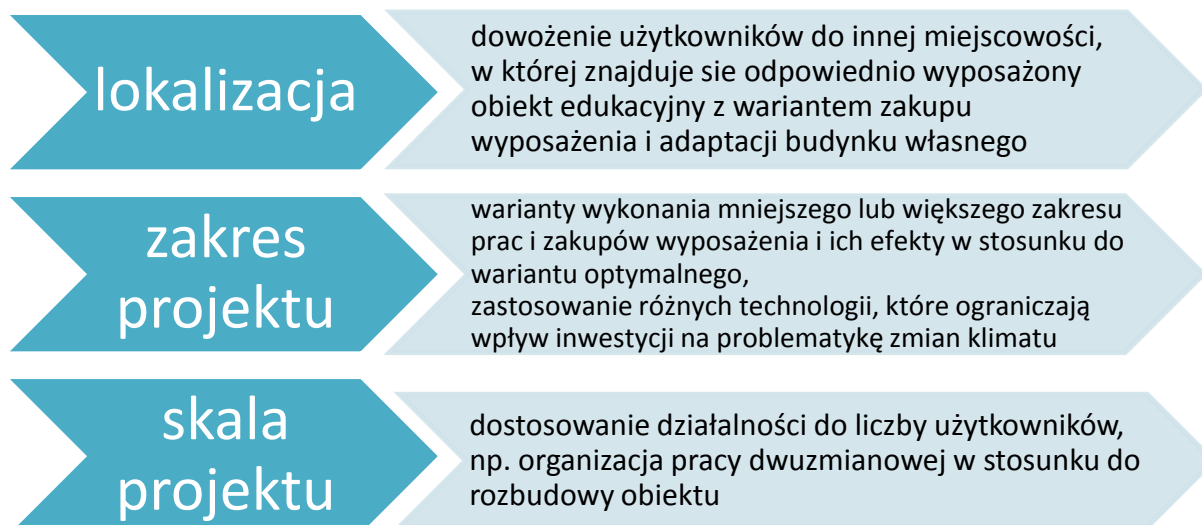 lokalizacja
dowożenie użytkowników do innej miejscowości,
w której znajduje sie odpowiednio wyposażony
obiekt edukacyjny z wariantem zakupu
wyposażenia i adaptacji budynku własnego
zakres
projektu
warianty wykonania mniejszego lub większego zakresu
prac i zakupów wyposażenia i ich efekty w stosunku do
wariantu optymalnego,
zastosowanie różnych technologii, które ograniczają
wpływ inwestycji na problematykę zmian klimatu
skala
projektu
dostosowanie działalności do liczby użytkowników,
np. organizacja pracy dwuzmianowej w stosunku do
rozbudowy obiektu